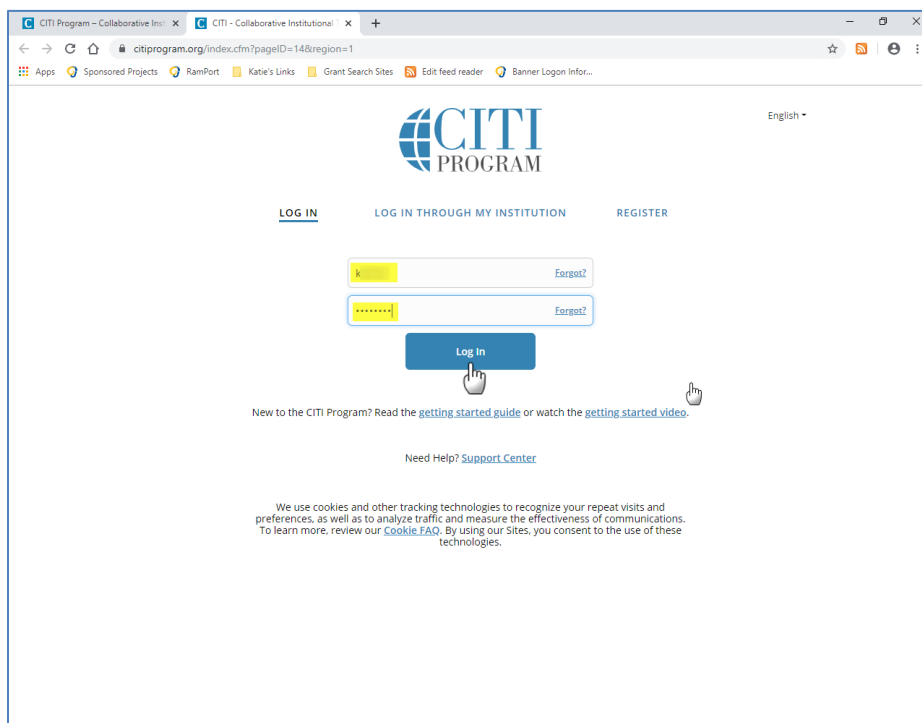 CITI Program – Collaborative Inst
CITI - Collaborative Institutional T
citiprogram.org/index.cfm?pageID=14&region=1
Apps Sponsored Projects RamPort Katie's Links Grant Search Sites Edit feed reader Banner Logon Infor...
CITI
PROGRAM
English
LOG IN LOG IN THROUGH MY INSTITUTION REGISTER
k Forgot?
•••••••• Forgot?
Log In
New to the CITI Program? Read the getting started guide or watch the getting started video.
Need Help? Support Center
We use cookies and other tracking technologies to recognize your repeat visits and
preferences, as well as to analyze traffic and measure the effectiveness of communications.
To learn more, review our Cookie FAQ. By using our Sites, you consent to the use of these
technologies.